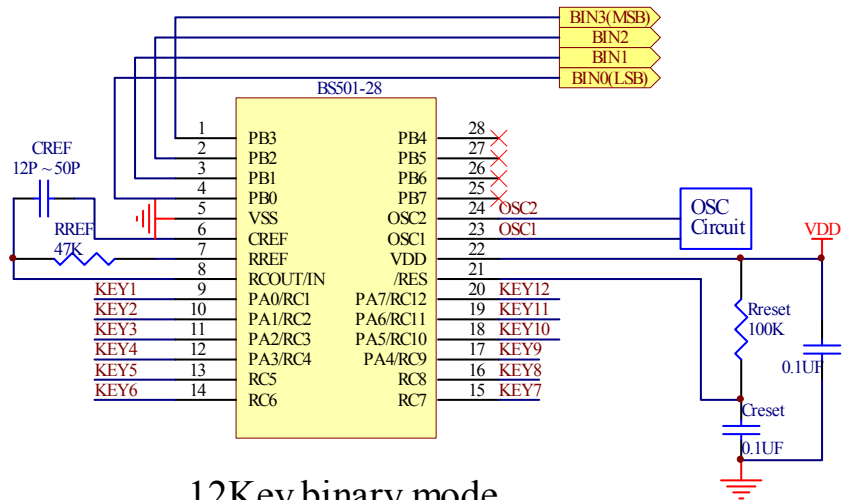 BIN3(MSB)
BIN2
BIN1
BIN0(LSB)
BS501-28
CREF
12P ~ 50P
RREF
47K
1 PB3 PB4 28
2 PB2 PB5 27
3 PB1 PB6 26
4 PB0 PB7 25
5 VSS OSC2 24 OSC2
6 CREF OSC1 23 OSC1
7 RREF VDD 22
8 RCOUT/IN /RES 21
KEY1 9 PA0/RC1 PA7/RC12 20 KEY12
KEY2 10 PA1/RC2 PA6/RC11 19 KEY11
KEY3 11 PA2/RC3 PA5/RC10 18 KEY10
KEY4 12 PA3/RC4 PA4/RC9 17 KEY9
KEY5 13 RC5 RC8 16 KEY8
KEY6 14 RC6 RC7 15 KEY7
OSC
Circuit
VDD
Rreset
100K
0.1UF
Creset
0.1UF
12Key binary mode